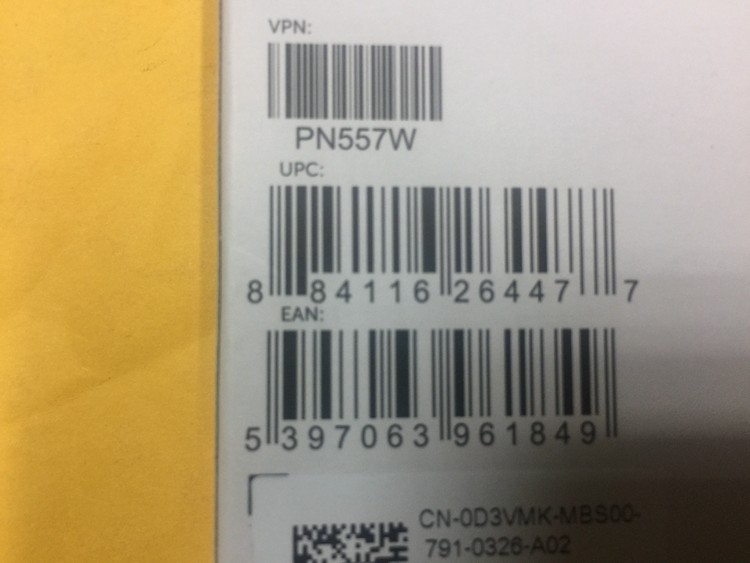 VPN:
PN557W
UPC:
8 84116 26447 7
EAN:
5 397063 961849
CN-0D3VMK-MBS00-
791-0326-A02